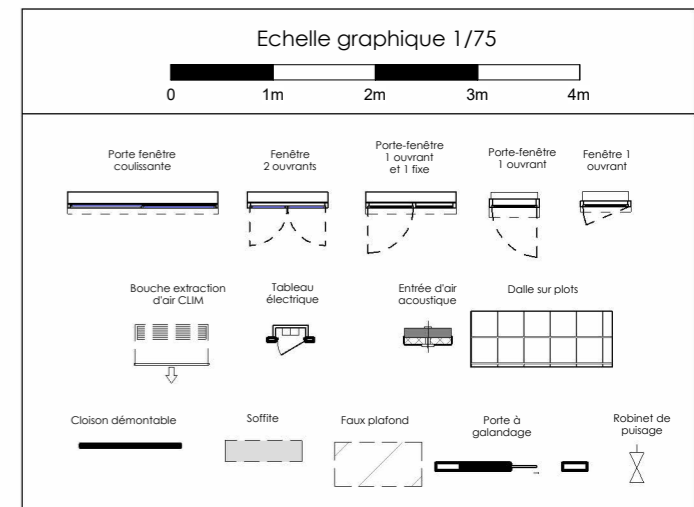 Echelle graphique 1/75
0 1m 2m 3m 4m
Porte fenêtre
coulissante
Fenêtre
2 ouvrants
Porte-fenêtre
1 ouvrant
et 1 fixe
Porte-fenêtre
1 ouvrant
Fenêtre 1
ouvrant
Bouche extraction
d'air CLIM
Tableau
électrique
Entrée d'air
acoustique
Dalle sur plots
Cloison démontable
Soffite
Faux plafond
Porte à
galandage
Robinet de
puisage